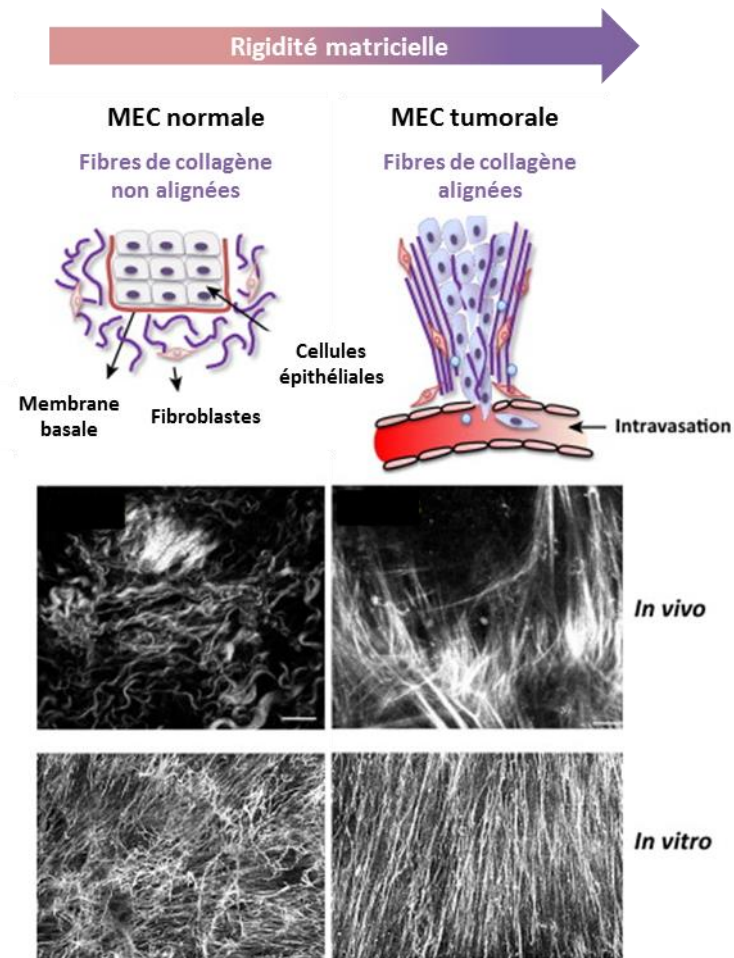 Rigidité matricielle
MEC normale
MEC tumorale
Fibres de collagène
non alignées
Fibres de collagène
alignées
Cellules
épithéliales
Membrane
basale
Fibroblastes
Intravasation
In vivo
In vitro